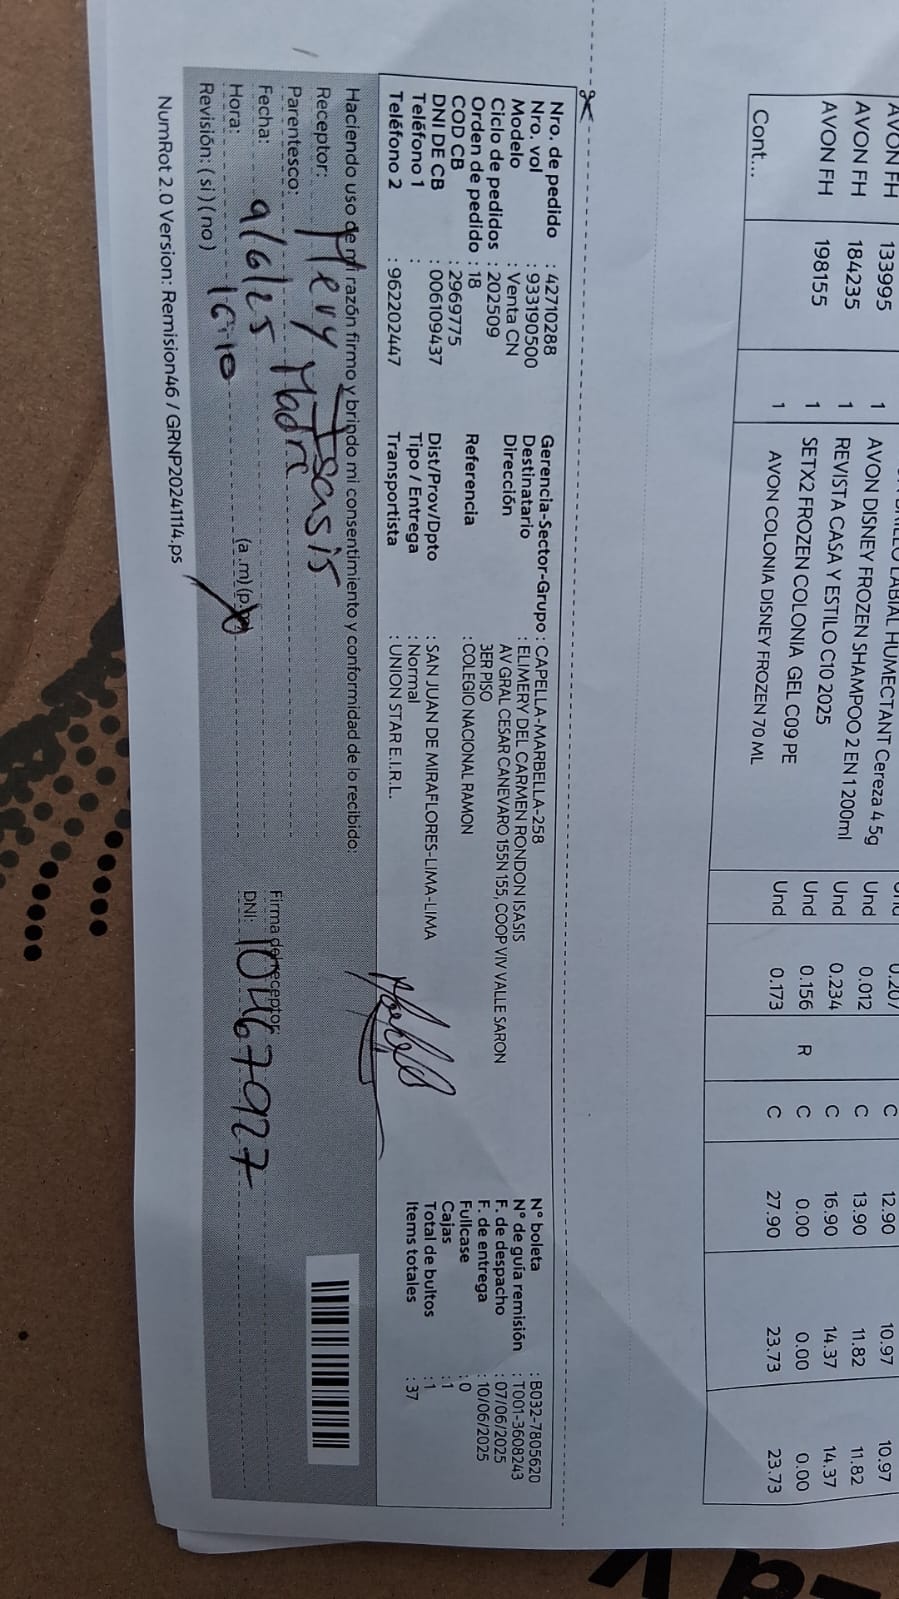 AVON FH 133995 1 LABIAL HUMECTANT Cereza 4 5g Und 0.207 C 12.90 10.97 10.97
AVON FH 184235 1 AVON DISNEY FROZEN SHAMPOO 2 EN 1 200ml Und 0.012 C 13.90 11.82 11.82
AVON FH 198155 1 REVISTA CASA Y ESTILO C10 2025 Und 0.234 C 16.90 14.37 14.37
1 SETX2 FROZEN COLONIA GEL C09 PE Und 0.156 R C 0.00 0.00 0.00
Cont... 1 AVON COLONIA DISNEY FROZEN 70 ML Und 0.173 C 27.90 23.73 23.73
Nro. de pedido : 42710288 Gerencia-Sector-Grupo : CAPELLA-MARBELLA-258 N° boleta : B032-7805620
Nro. vol : 933190500 Destinatario : ELIMERY DEL CARMEN RONDON ISASIS N° de guía remisión : T001-3608243
Modelo : Venta CN Dirección AV GRAL CESAR CANEVARO 155N 155, COOP VIV VALLE SARON F. de despacho : 07/06/2025
Ciclo de pedidos : 202509 3ER PISO F. de entrega : 10/06/2025
Orden de pedido : 18 Referencia : COLEGIO NACIONAL RAMON Fullcase : 0
COD CB : 2969775 Cajas : 1
DNI DE CB : 006109437 Dist/Prov/Dpto : SAN JUAN DE MIRAFLORES-LIMA-LIMA Total de bultos : 1
Teléfono 1 : Tipo / Entrega : Normal Items totales : 37
Teléfono 2 : 962202447 Transportista : UNION STAR E.I.R.L.
Haciendo uso de mi razón firmo y brindo mi consentimiento y conformidad de lo recibido:
Receptor: Mery Isasis
Parentesco: Madre
Fecha: 9/6/25 Firma del receptor
Hora: 16:10 (a.m) (p.m) DNI: 10467927
Revisión: (si) (no)
NumRot 2.0 Version: Remision46 / GRNP20241114.ps